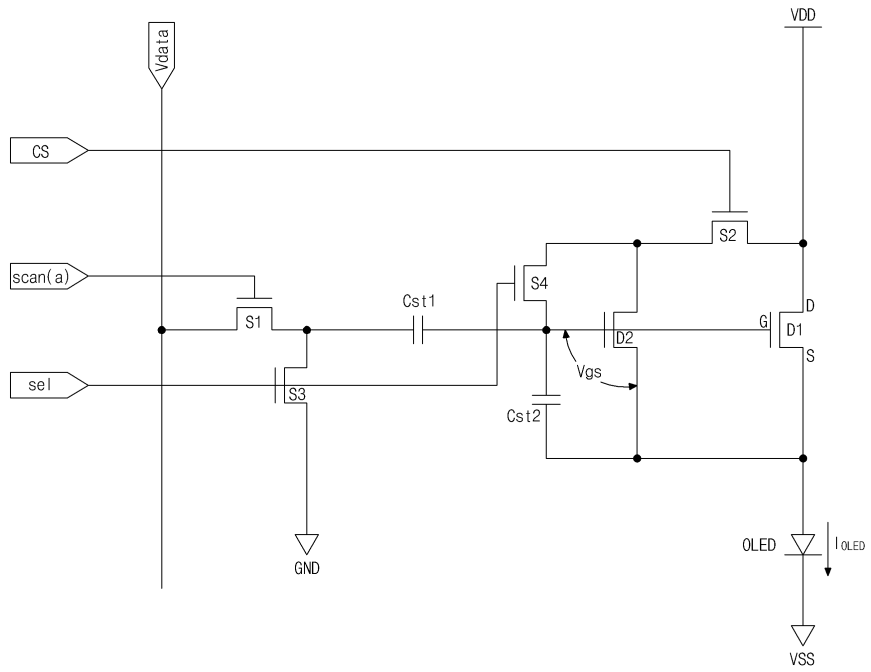 VDD
Vdata
CS
S2
scan(a)
S4
Cst1
D
S1
G
D1
D2
S
sel
S3
Vgs
Cst2
OLED
IOLED
GND
VSS